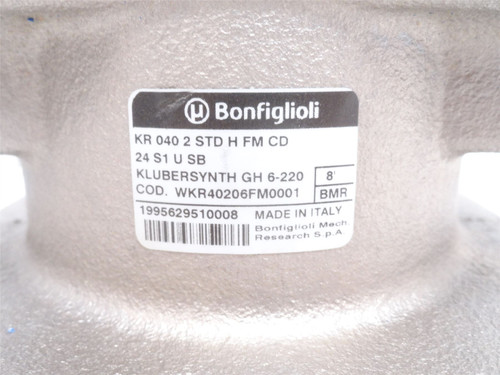 Bonfiglioli
KR 040 2 STD H FM CD
24 S1 U SB
KLUBERSYNTH GH 6-220 8'
COD. WKR40206FM0001 BMR
1995629510008 MADE IN ITALY
Bonfiglioli Mech.
Research S.p.A.